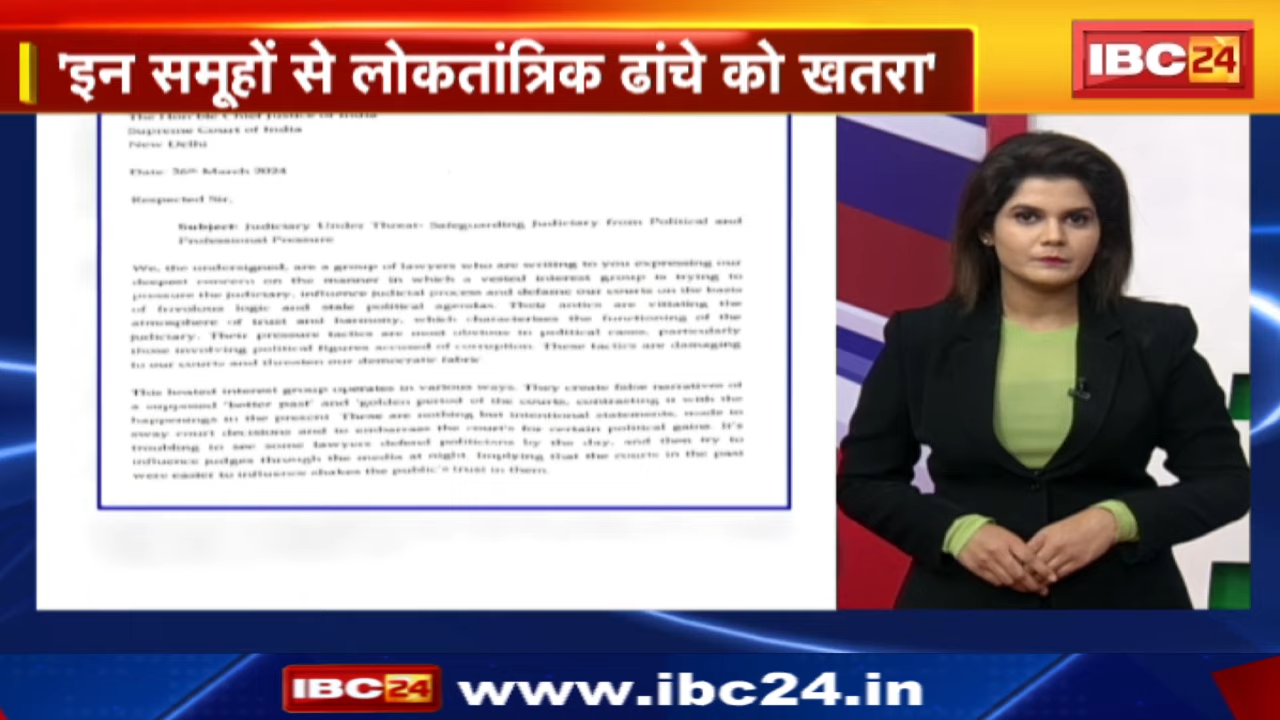 'इन समूहों से लोकतांत्रिक ढांचे को खतरा'
IBC24
The Hon'ble Chief Justice of India
Supreme Court of India
New Delhi
Date: 26th March 2024
Respected Sir,
Subject: Judiciary Under Threat- Safeguarding Judiciary from Political and
Professional Pressure
We, the undersigned, are a group of lawyers who are writing to you expressing our
deepest concern on the manner in which a vested interest group is trying to
pressure the judiciary, influence judicial process and defame our courts on the basis
of frivolous logic and stale political agendas. Their antics are vitiating the
atmosphere of trust and harmony, which characterises the functioning of the
judiciary. Their pressure tactics are most obvious in political cases, particularly
those involving political figures accused of corruption. These tactics are damaging
to our courts and threaten our democratic fabric
This interest group operates in various ways. They create false narratives of
a supposed 'better past' and 'golden period' of the courts, contrasting it with the
happenings in the present. These are nothing but intentional statements, made to
sway court decisions and to embarrass the courts for certain political gains. It's
troubling to see some lawyers defend politicians by the day, and then try to
influence judges through the media at night. Implying that the courts in the past
were easier to influence shakes the public's trust in them.
IBC24 www.ibc24.in